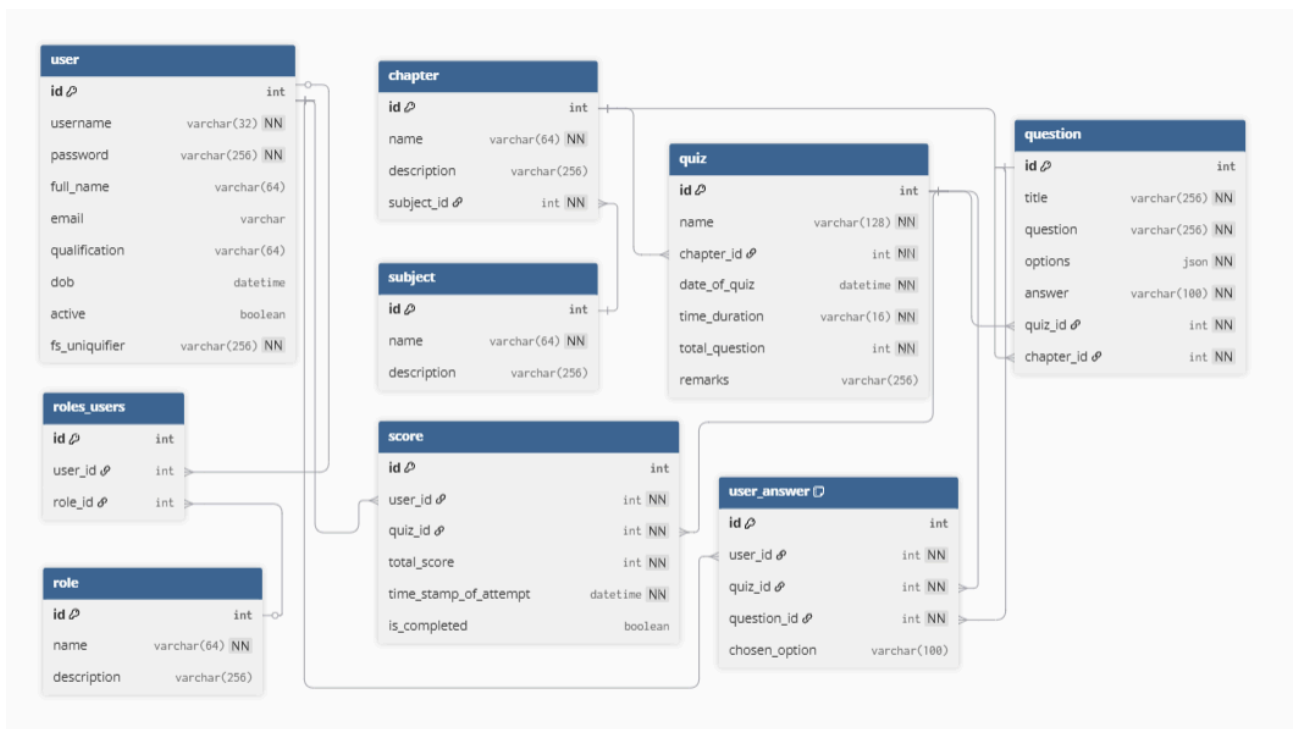 user
id int
username varchar(32) NN
password varchar(256) NN
full_name varchar(64)
email varchar
qualification varchar(64)
dob datetime
active boolean
fs_uniquifier varchar(256) NN
roles_users
id int
user_id int
role_id int
role
id int
name varchar(64) NN
description varchar(256)
chapter
id int
name varchar(64) NN
description varchar(256)
subject_id int NN
subject
id int
name varchar(64) NN
description varchar(256)
score
id int
user_id int NN
quiz_id int NN
total_score int NN
time_stamp_of_attempt datetime NN
is_completed boolean
quiz
id int
name varchar(128) NN
chapter_id int NN
date_of_quiz datetime NN
time_duration varchar(16) NN
total_question int NN
remarks varchar(256)
user_answer
id int
user_id int NN
quiz_id int NN
question_id int NN
chosen_option varchar(100)
question
id int
title varchar(256) NN
question varchar(256) NN
options json NN
answer varchar(100) NN
quiz_id int NN
chapter_id int NN